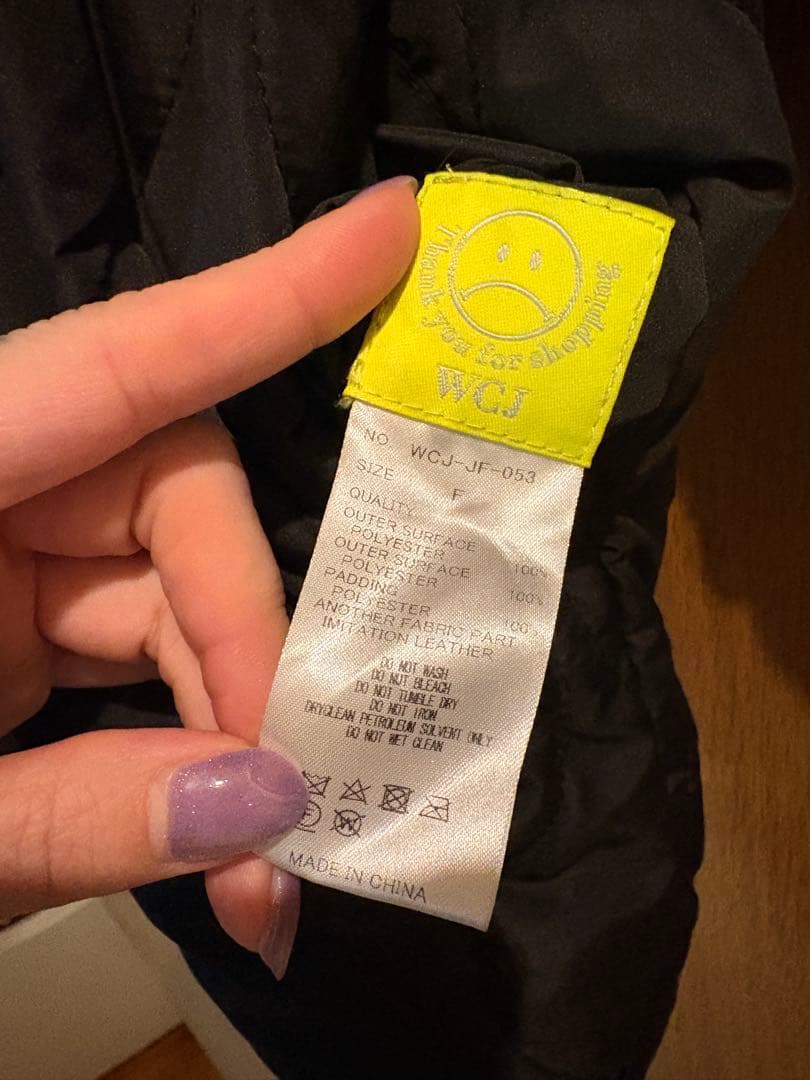 Thank you for shopping
WCJ
NO. WCJ-JF-053
SIZE F
QUALITY
OUTER SURFACE
POLYESTER 100%
OUTER SURFACE
POLYESTER 100%
PADDING
POLYESTER 100%
ANOTHER FABRIC PART
IMITATION LEATHER
DO NOT WASH
DO NOT BLEACH
DO NOT TUMBLE DRY
DO NOT IRON
DRYCLEAN PETROLEUM SOLVENT ONLY
DO NOT WET CLEAN
F W
MADE IN CHINA